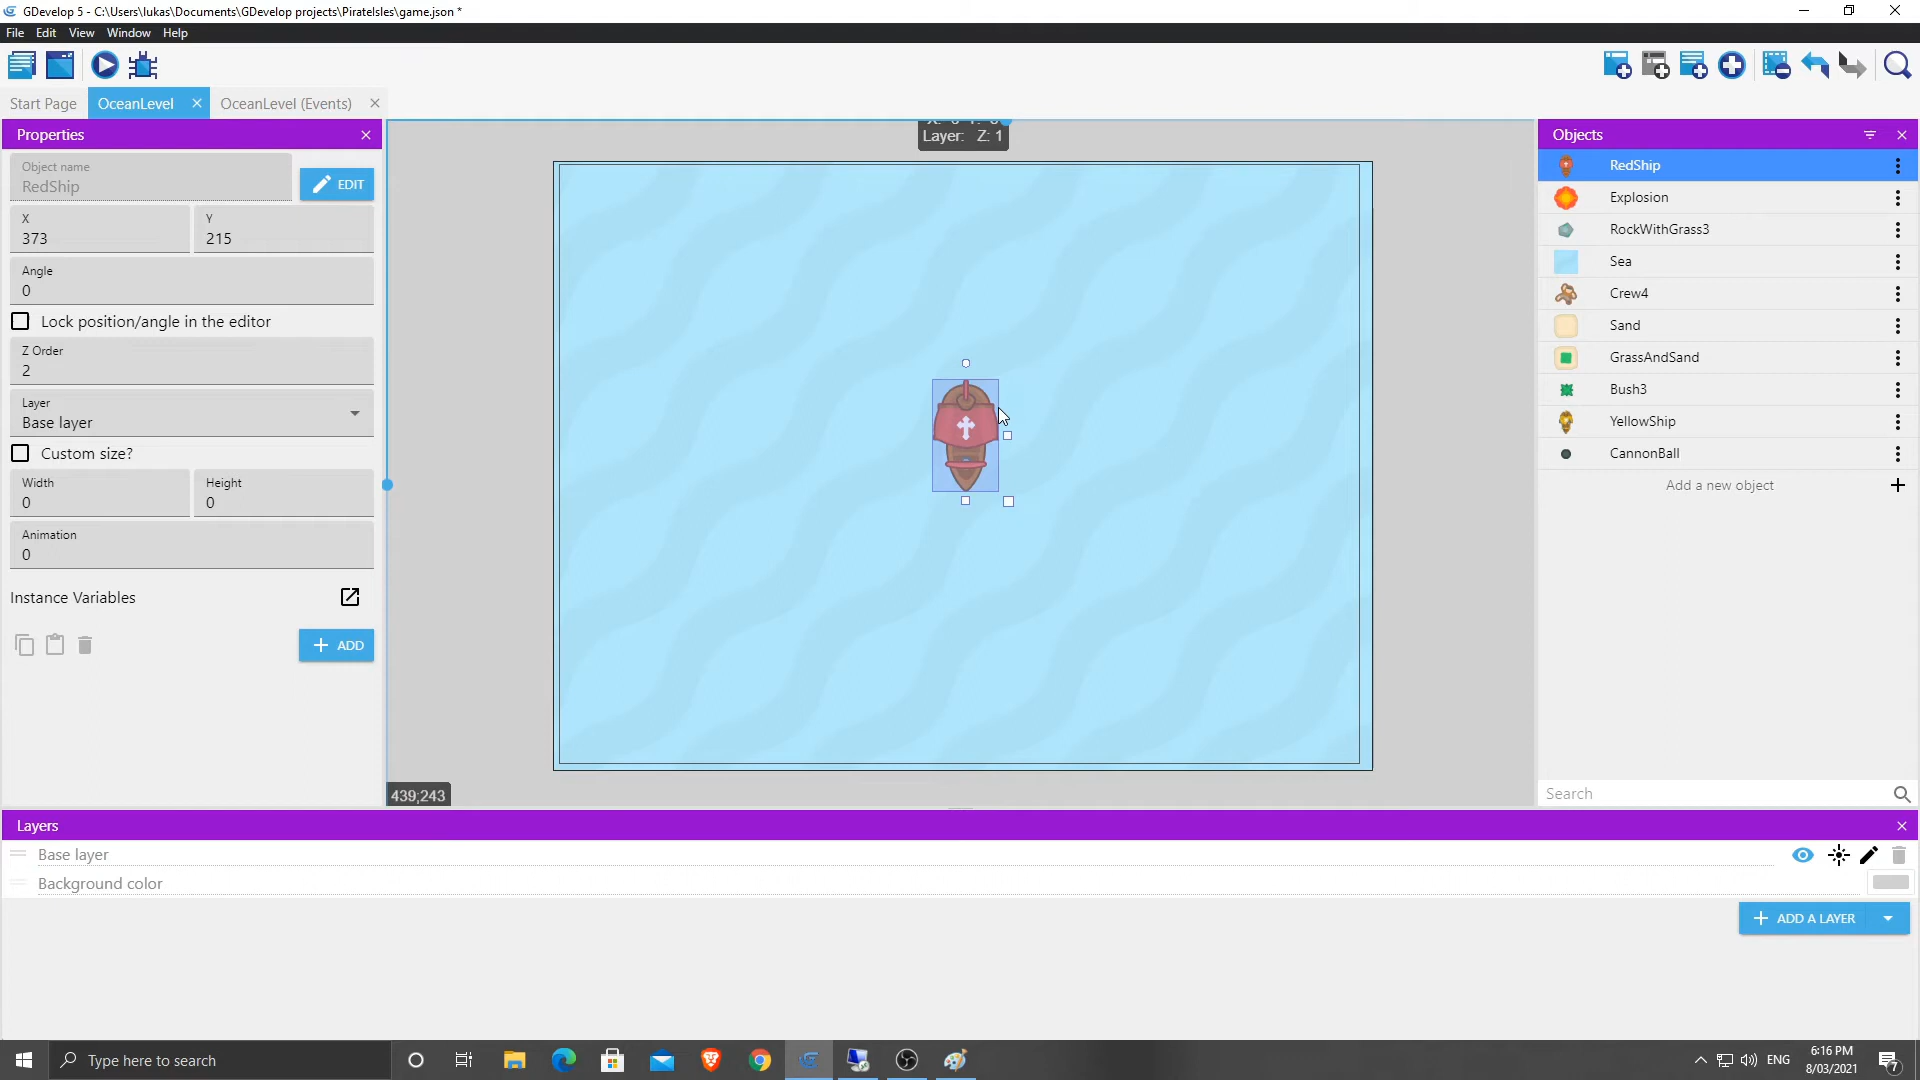 GDevelop 5 - C:\Users\lukas\Documents\GDevelop projects\PirateIsles\game.json *
File Edit View Window Help
Start Page OceanLevel OceanLevel (Events)
Properties
Object name
RedShip
EDIT
X
373
Y
215
Angle
0
Lock position/angle in the editor
Z Order
2
Layer
Base layer
Custom size?
Width
0
Height
0
Animation
0
Instance Variables
ADD
Layer: Z: 1
439;243
Objects
RedShip
Explosion
RockWithGrass3
Sea
Crew4
Sand
GrassAndSand
Bush3
YellowShip
CannonBall
Add a new object
Search
Layers
Base layer
Background color
ADD A LAYER
Type here to search
ENG
6:16 PM
8/03/2021
7